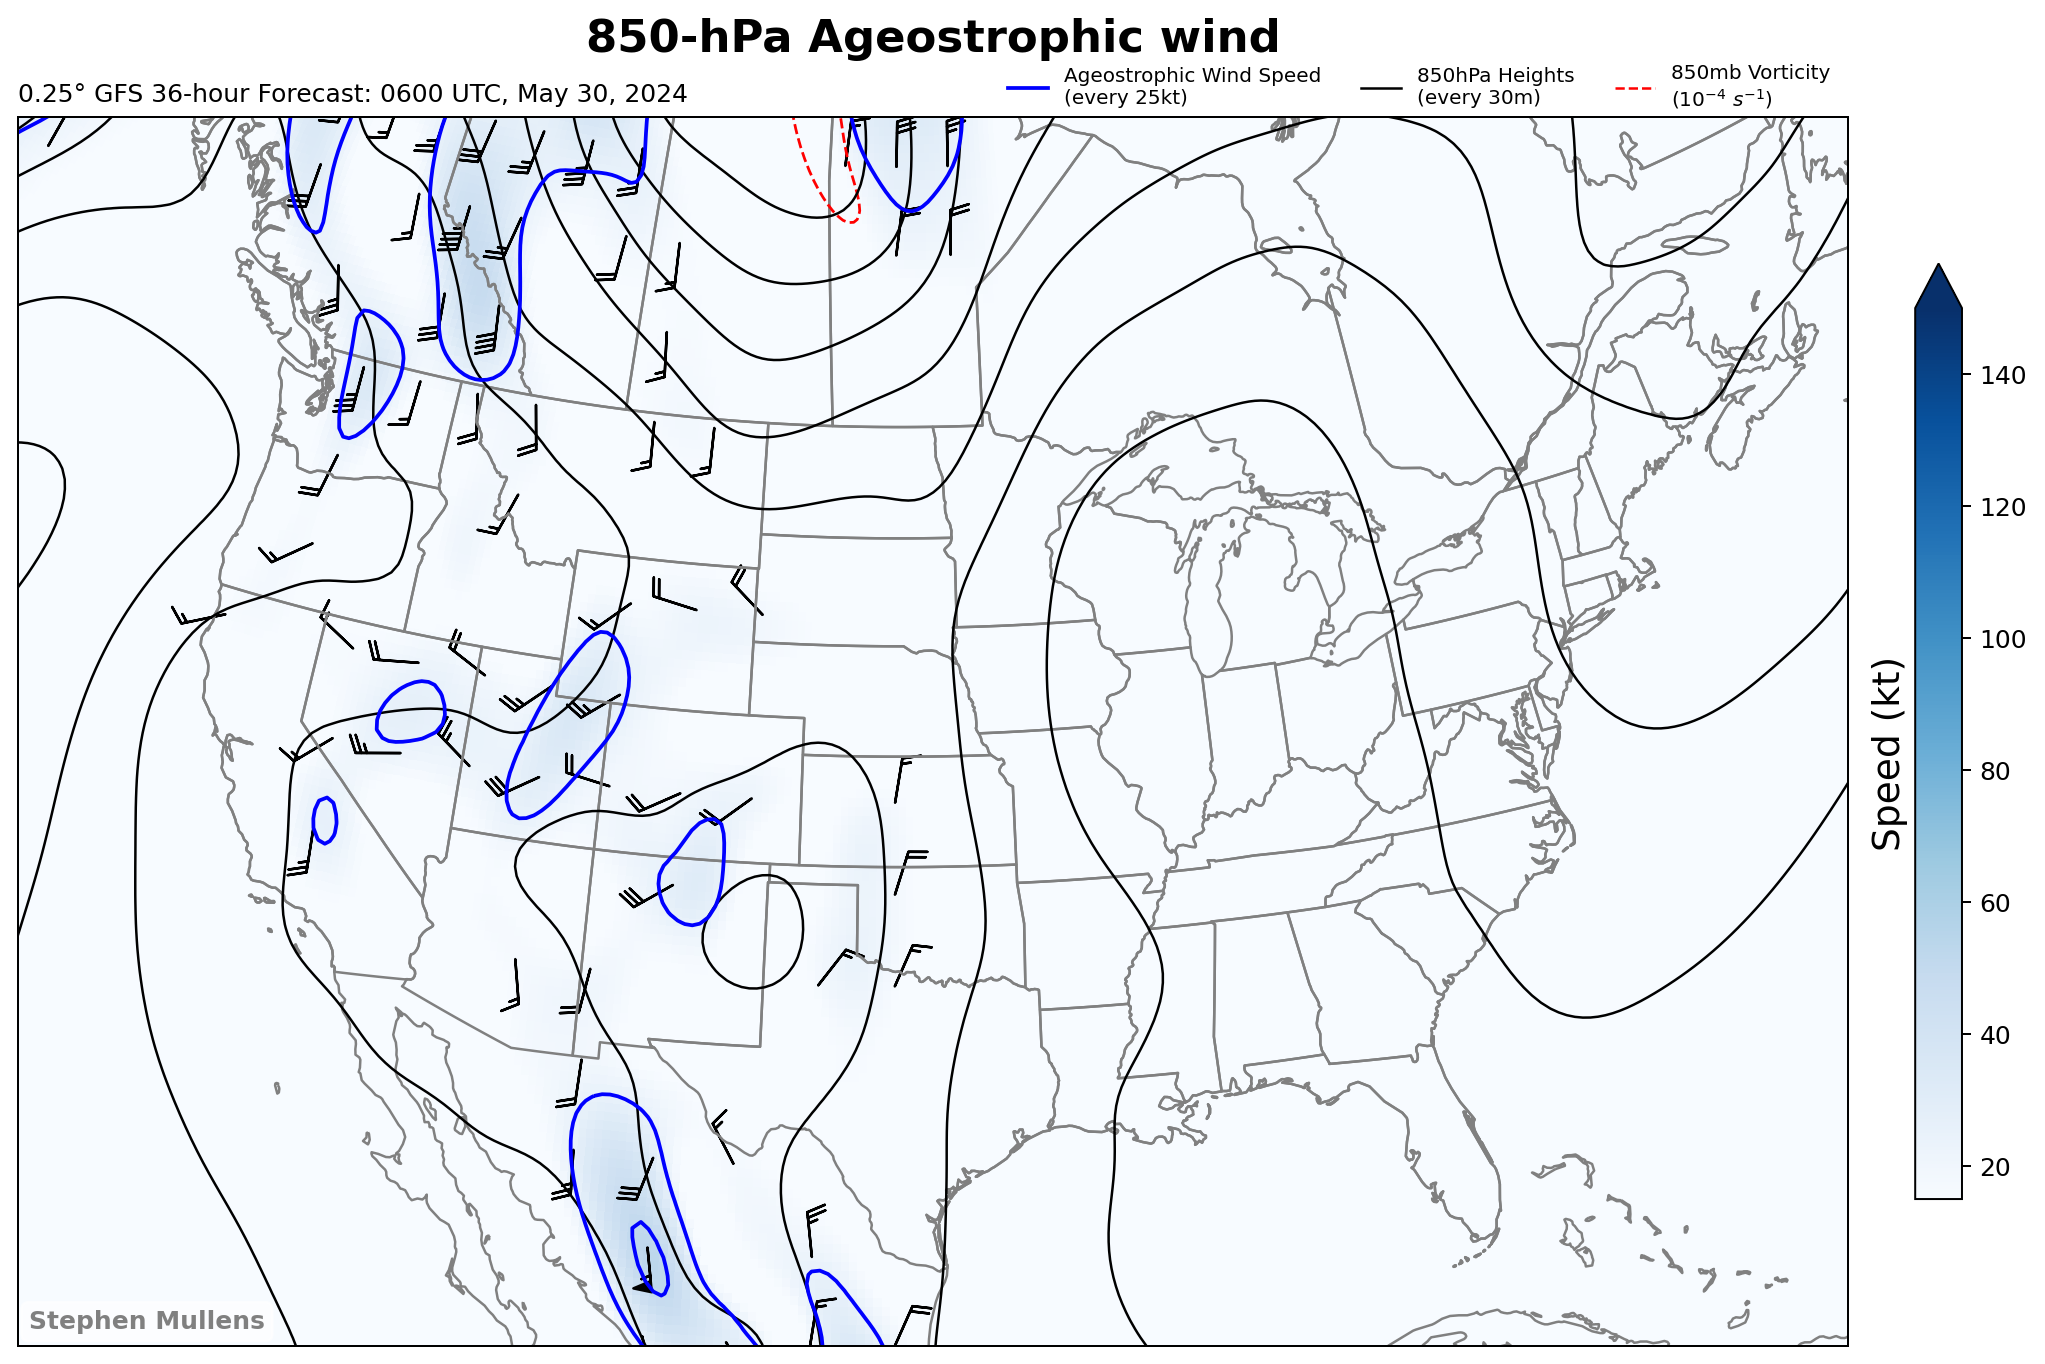 850-hPa Ageostrophic wind
0.25° GFS 36-hour Forecast: 0600 UTC, May 30, 2024
Ageostrophic Wind Speed
(every 25kt)
850hPa Heights
(every 30m)
850mb Vorticity
(10⁻⁴ s⁻¹)
140
120
100
80
60
40
20
Speed (kt)
Stephen Mullens